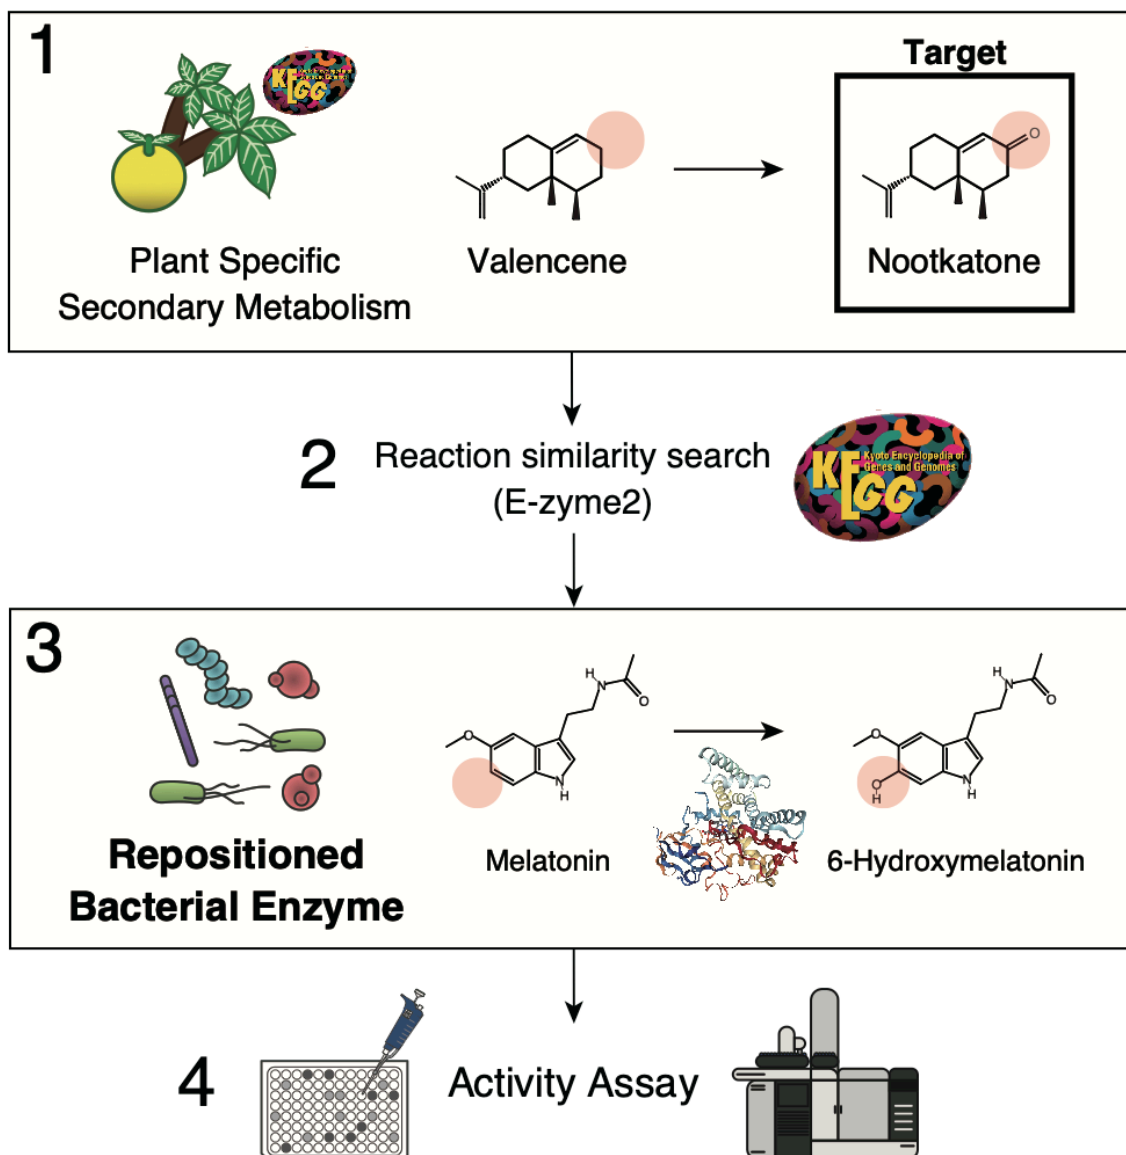 1
KEGG
Target
O
Plant Specific
Secondary Metabolism
Valencene
Nootkatone
2
Reaction similarity search
(E-zyme2)
KEGG
Kyoto Encyclopedia of
Genes and Genomes
3
H
N
O
O
N
H
H
N
O
O
O
H
N
H
Repositioned
Bacterial Enzyme
Melatonin
6-Hydroxymelatonin
4
Activity Assay